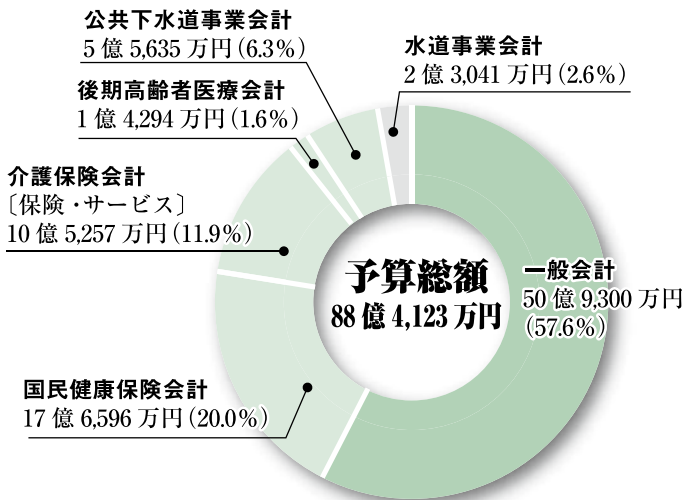 公共下水道事業会計
5億5,635万円(6.3%)
水道事業会計
2億3,041万円(2.6%)
後期高齢者医療会計
1億4,294万円(1.6%)
介護保険会計
〔保険・サービス〕
10億5,257万円(11.9%)
予算総額
88億4,123万円
一般会計
50億9,300万円
(57.6%)
国民健康保険会計
17億6,596万円(20.0%)